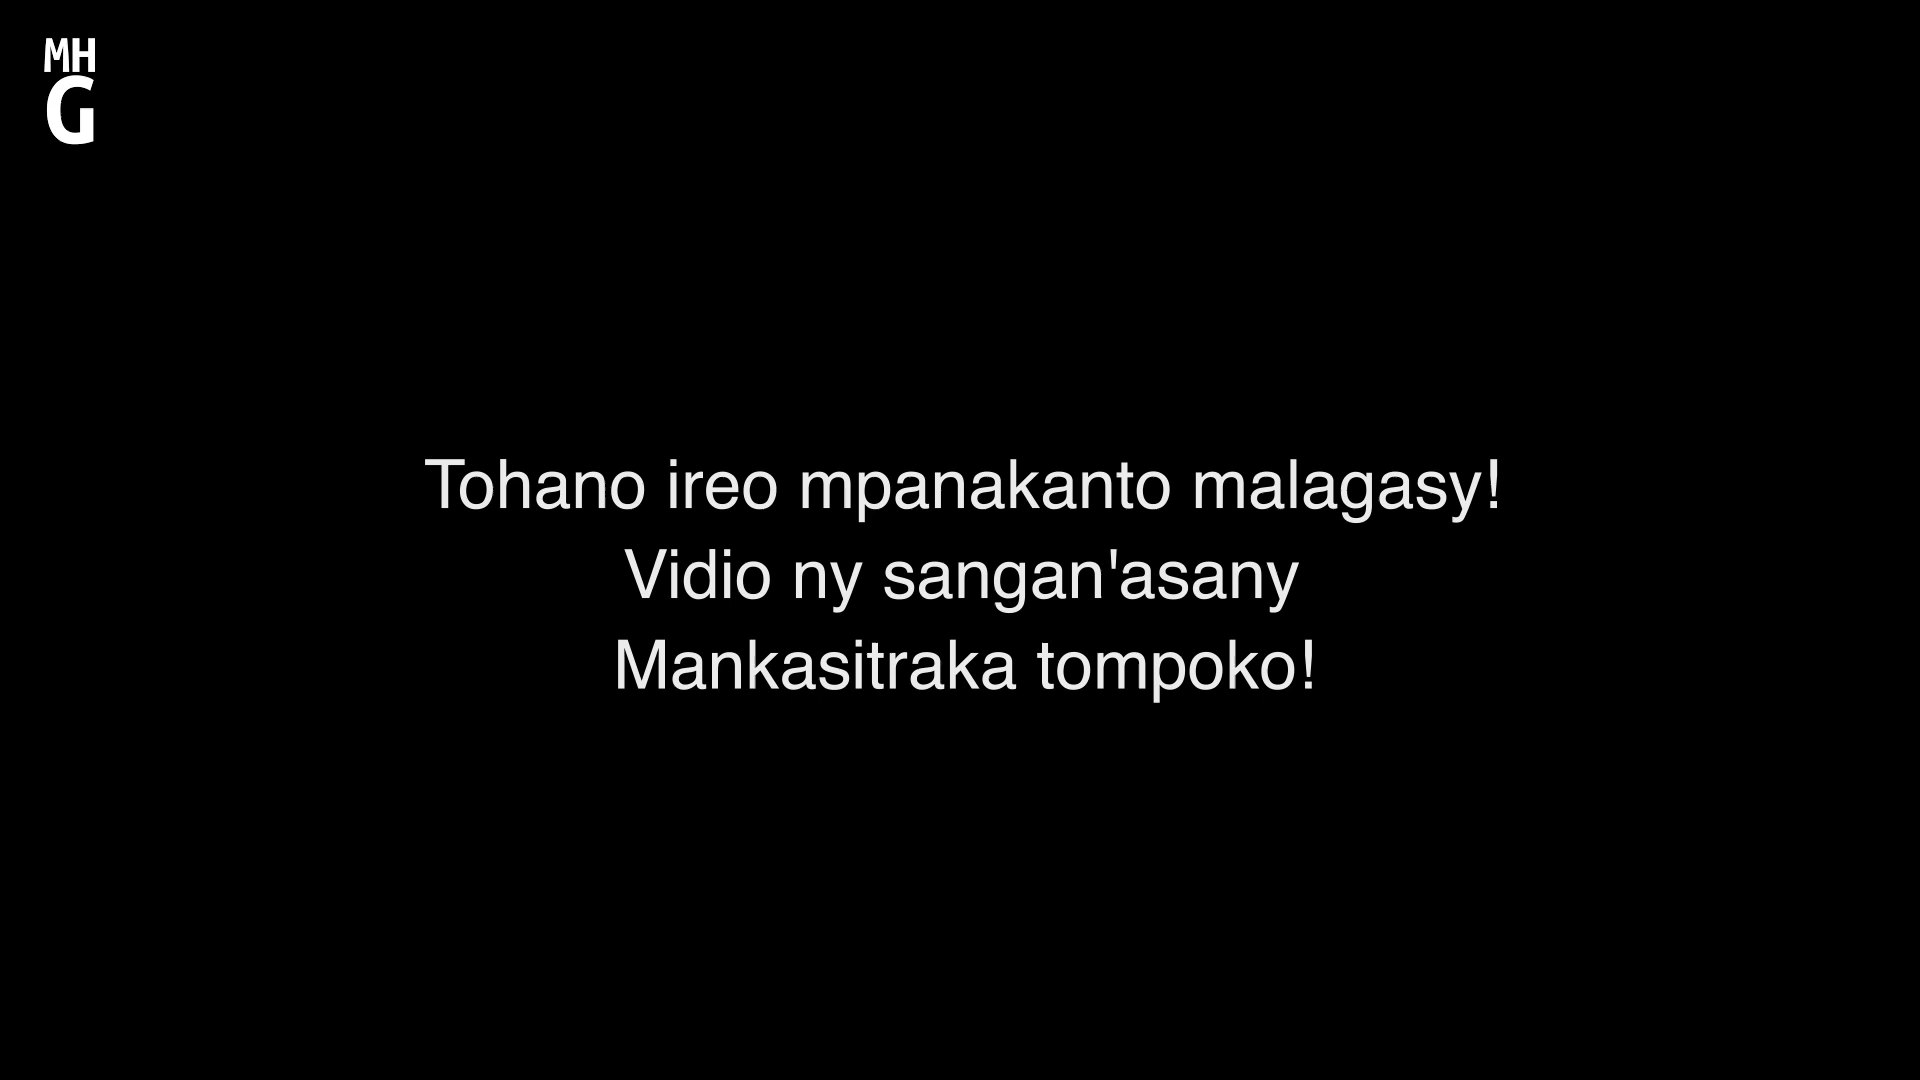 MH
G
Tohano ireo mpanakanto malagasy!
Vidio ny sangan'asany
Mankasitraka tompoko!